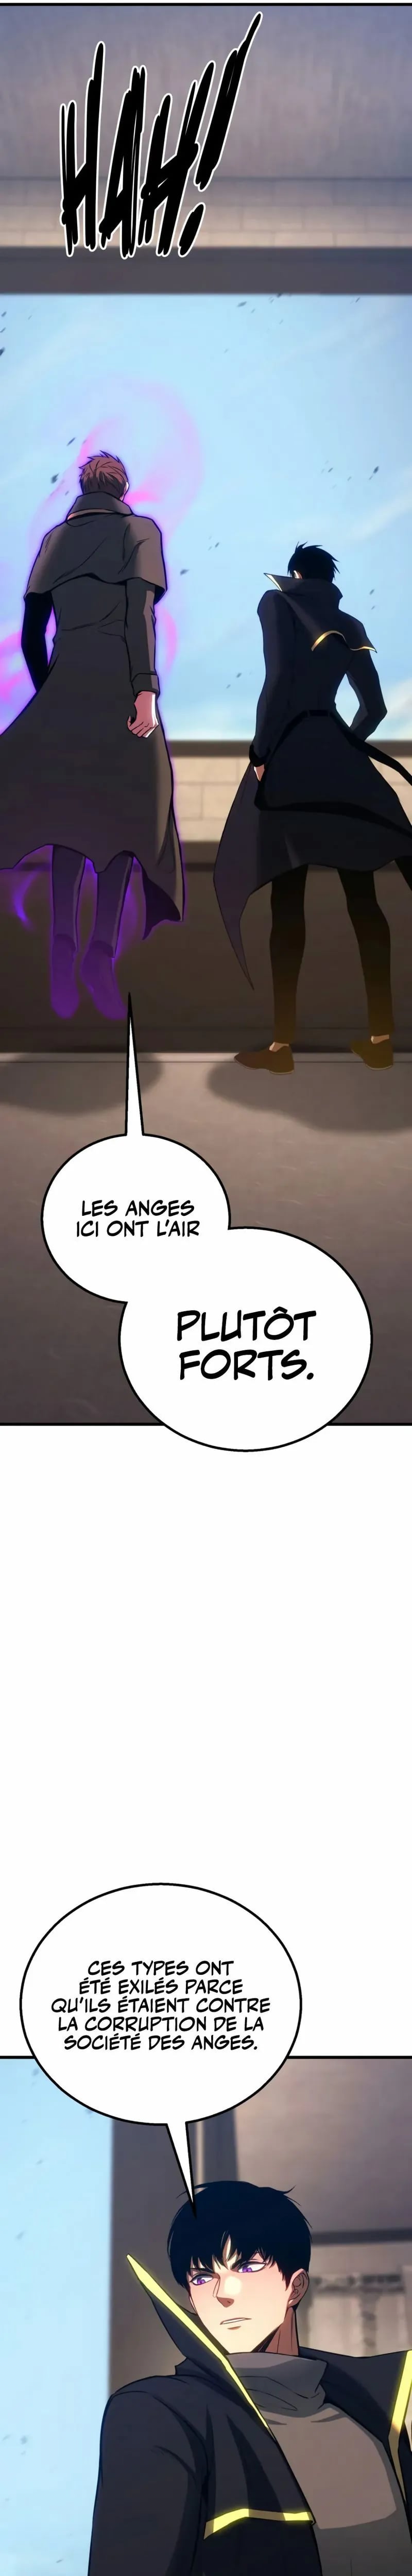 HAH!
LES ANGES
ICI ONT L'AIR
PLUTÔT
FORTS.
CES TYPES ONT
ÉTÉ EXILÉS PARCE
QU'ILS ÉTAIENT CONTRE
LA CORRUPTION DE LA
SOCIÉTÉ DES ANGES.